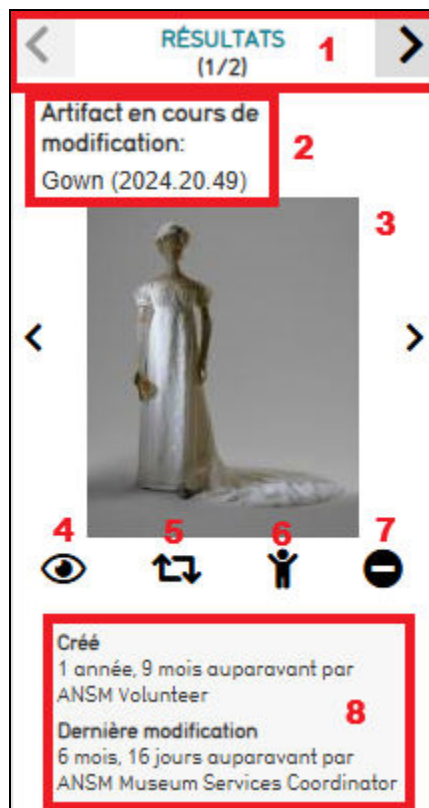 RÉSULTATS 1
(1/2)
Artifact en cours de
modification: 2
Gown (2024.20.49)
3
4 5 6 7
Créé
1 année, 9 mois auparavant par
ANSM Volunteer
8
Dernière modification
6 mois, 16 jours auparavant par
ANSM Museum Services Coordinator